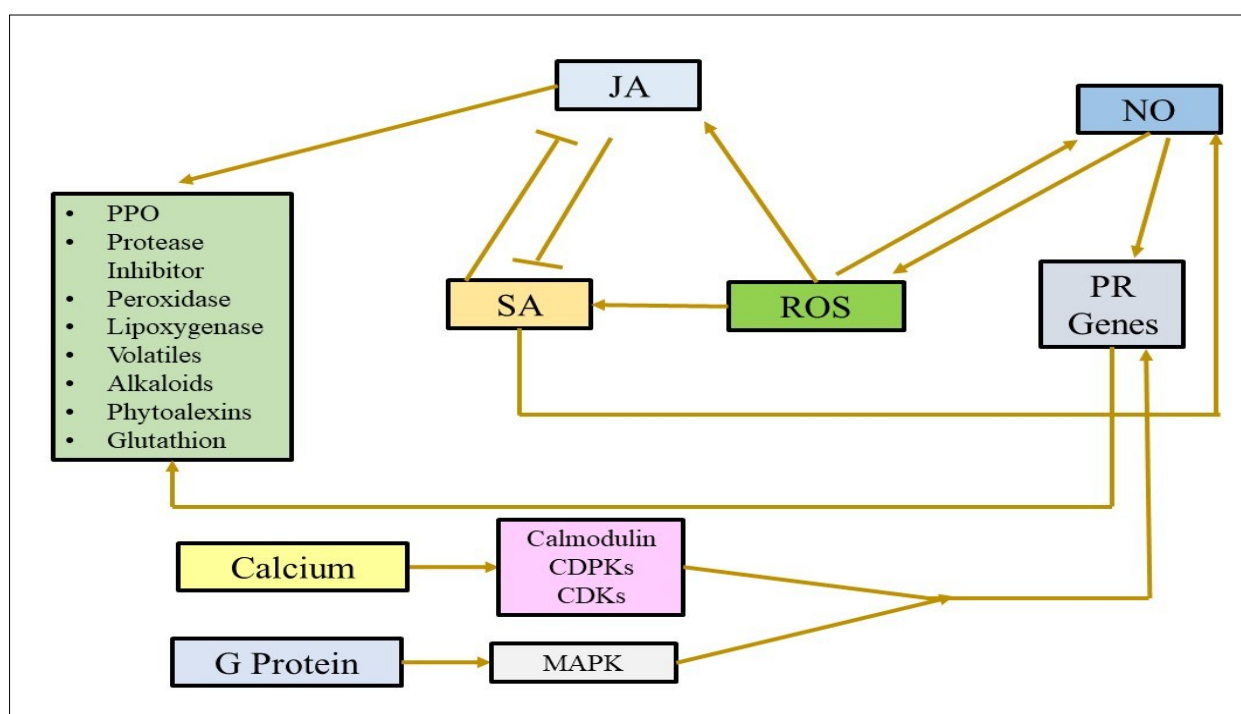 JA
NO
• PPO
• Protease
Inhibitor
• Peroxidase
• Lipoxygenase
• Volatiles
• Alkaloids
• Phytoalexins
• Glutathion
SA
ROS
PR
Genes
Calcium
Calmodulin
CDPKs
CDKs
G Protein
MAPK